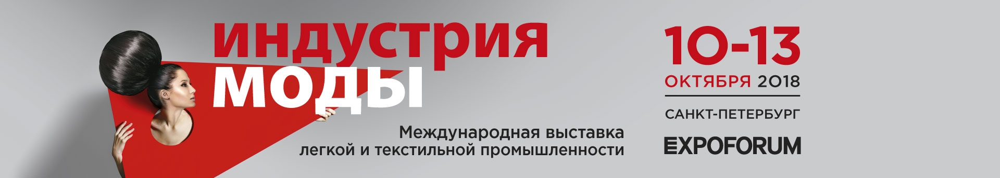 индустрия
моды
Международная выставка
легкой и текстильной промышленности
10-13
ОКТЯБРЯ 2018
САНКТ-ПЕТЕРБУРГ
EXPOFORUM